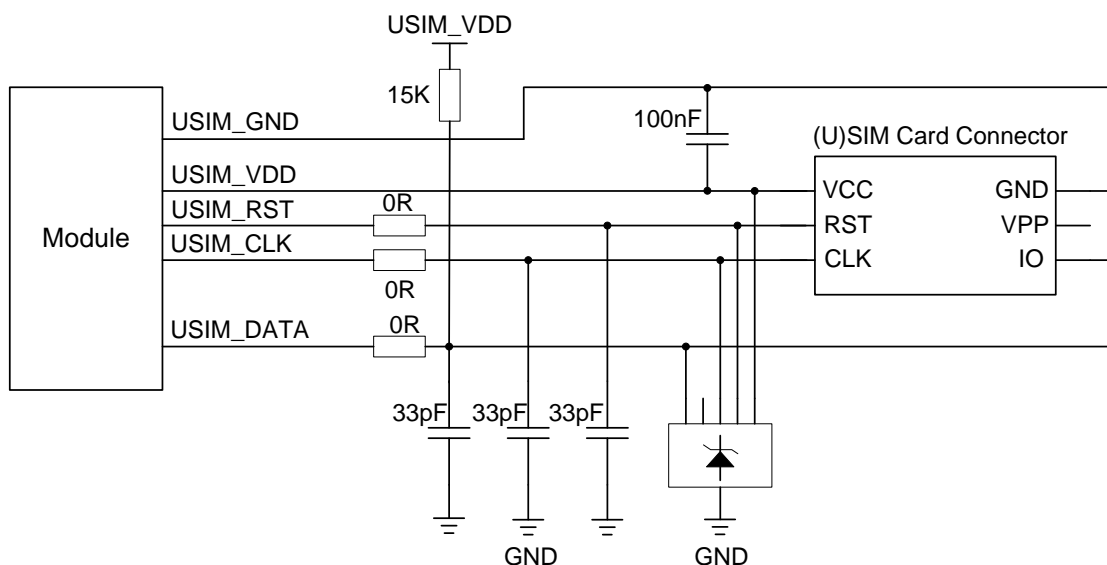 USIM_VDD
15K
USIM_GND
100nF
(U)SIM Card Connector
USIM_VDD
VCC
GND
USIM_RST
0R
RST
VPP
Module
USIM_CLK
CLK
IO
0R
USIM_DATA
0R
33pF
33pF
33pF
GND
GND